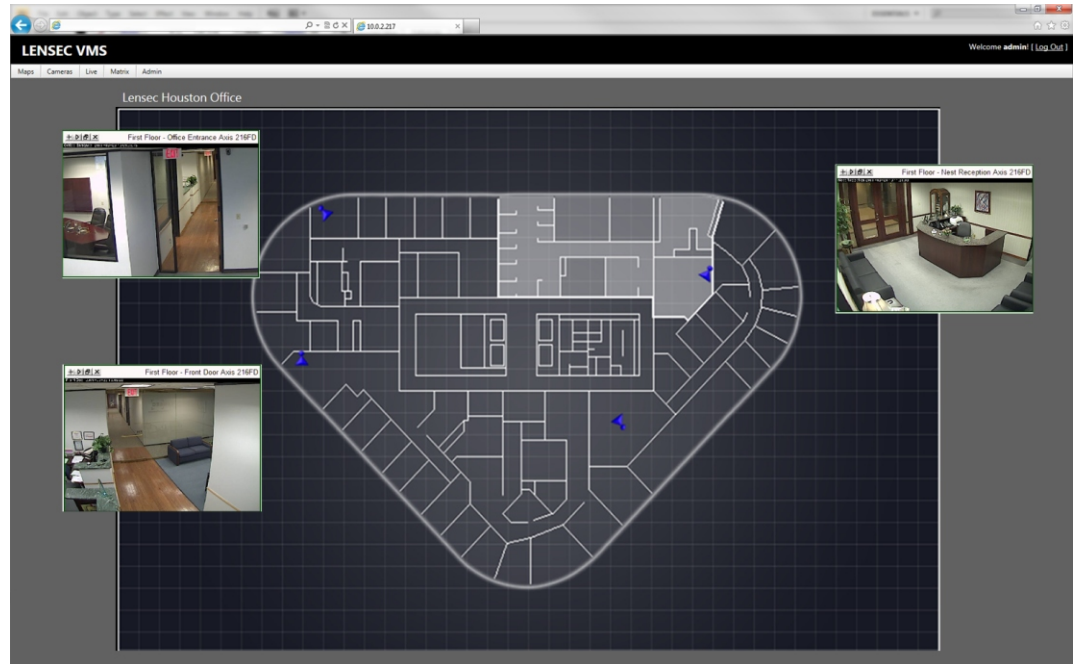 10.0.2.217
LENSEC VMS
Welcome admin! [ Log Out ]
Maps Cameras Live Matrix Admin
Lensec Houston Office
First Floor - Office Entrance Axis 216FD
First Floor - Nest Reception Axis 216FD
First Floor - Front Door Axis 216FD